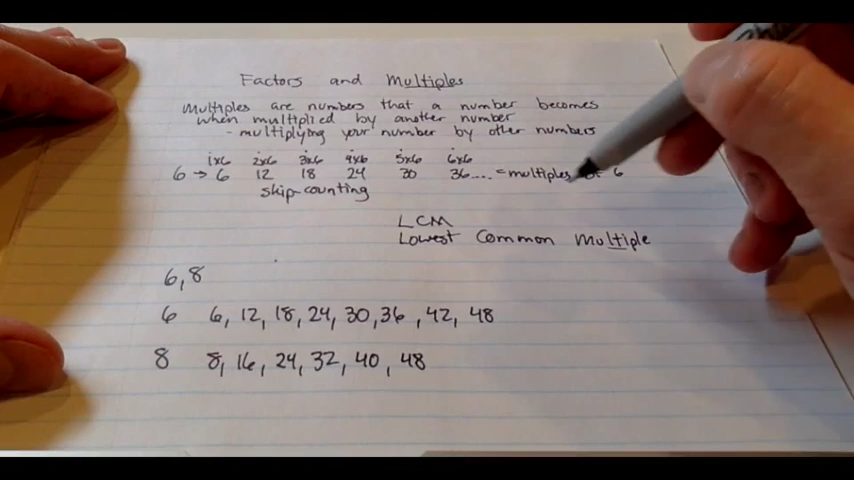 Factors and Multiples
Multiples are numbers that a number becomes
when multiplied by another number
- multiplying your number by other numbers
1x6 2x6 3x6 4x6 5x6 6x6
6 → 6 12 18 24 30 36.... = multiples of 6
skip-counting
LCM
Lowest Common Multiple
6,8
6 6, 12, 18, 24, 30, 36, 42, 48
8 8, 16, 24, 32, 40, 48